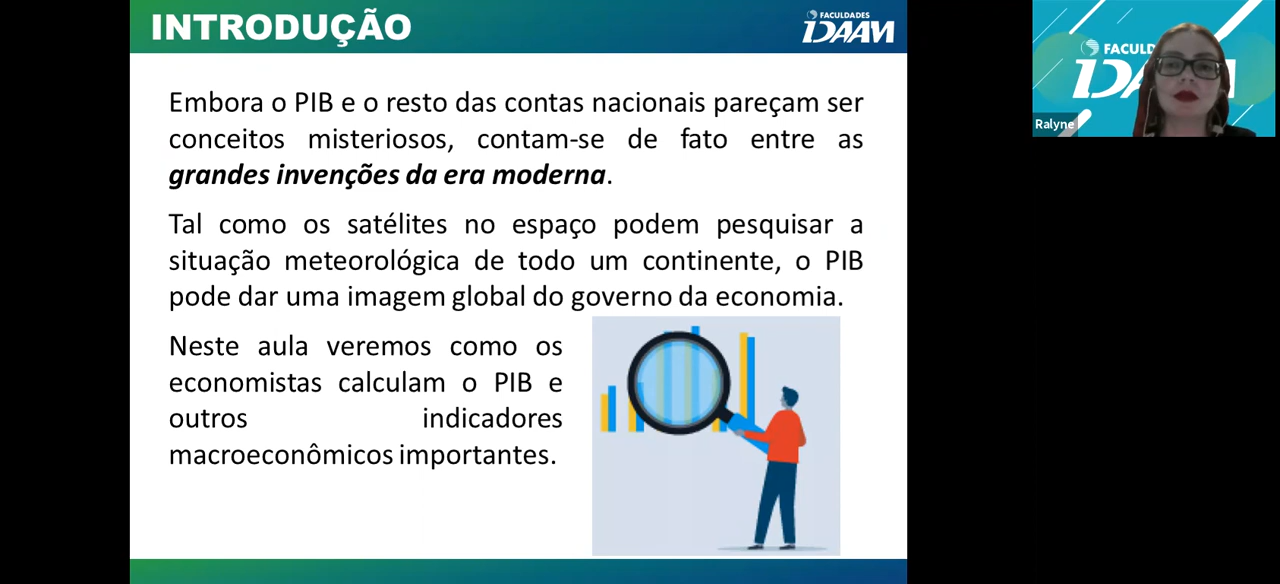 INTRODUÇÃO
FACULDADES
IDAAM
Embora o PIB e o resto das contas nacionais pareçam ser
conceitos misteriosos, contam-se de fato entre as
grandes invenções da era moderna.
Tal como os satélites no espaço podem pesquisar a
situação meteorológica de todo um continente, o PIB
pode dar uma imagem global do governo da economia.
Neste aula veremos como os
economistas calculam o PIB e
outros indicadores
macroeconômicos importantes.
FACULD
IDA
Ralyne